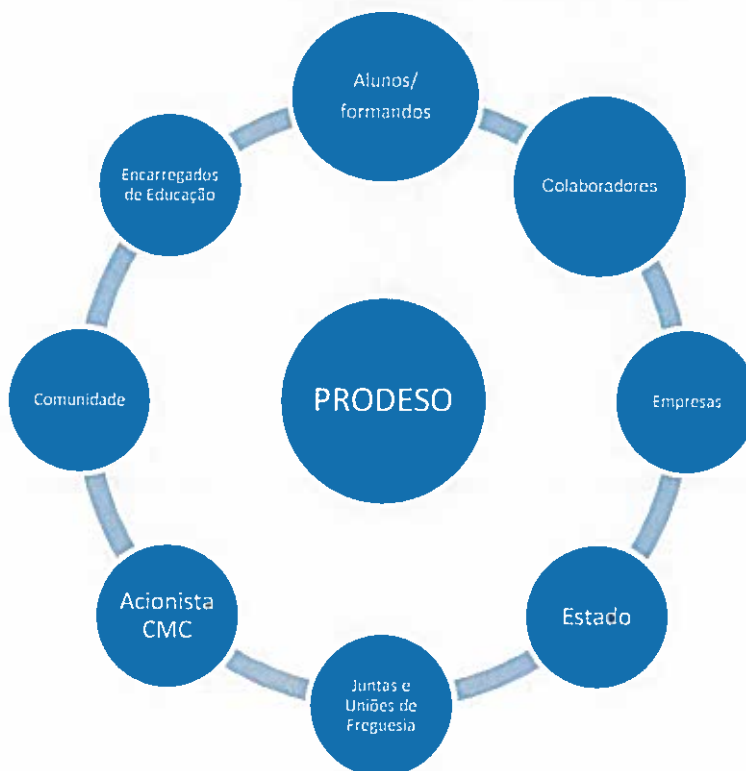 Alunos/
formandos
Colaboradores
Empresas
Estado
Juntas e
Uniões de
Freguesia
Acionista
CMC
Comunidade
Encarregados
de Educação
PRODESO